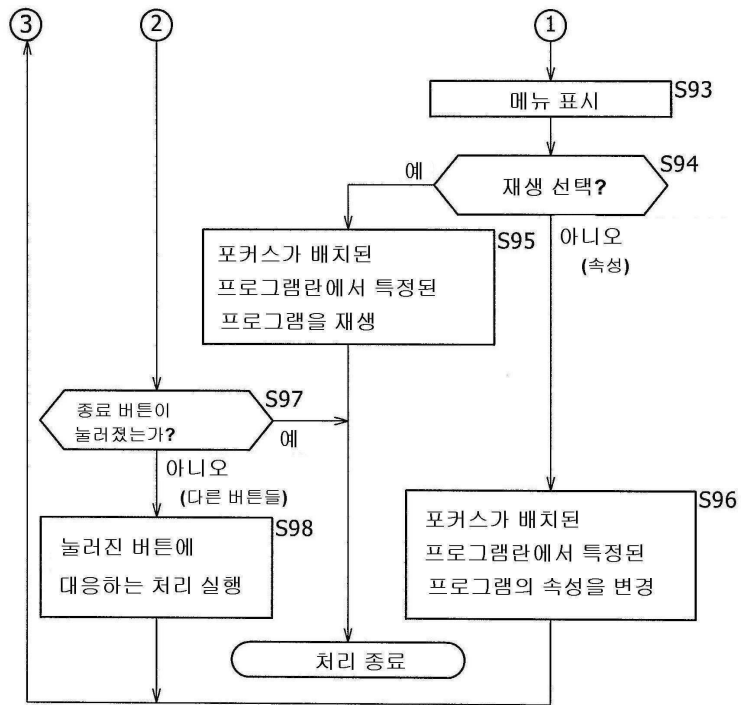 3
2
1
메뉴 표시
S93
재생 선택?
S94
예
아니오
(속성)
포커스가 배치된
프로그램란에서 특정된
프로그램을 재생
S95
종료 버튼이
눌러졌는가?
S97
예
아니오
(다른 버튼들)
눌러진 버튼에
대응하는 처리 실행
S98
포커스가 배치된
프로그램란에서 특정된
프로그램의 속성을 변경
S96
처리 종료